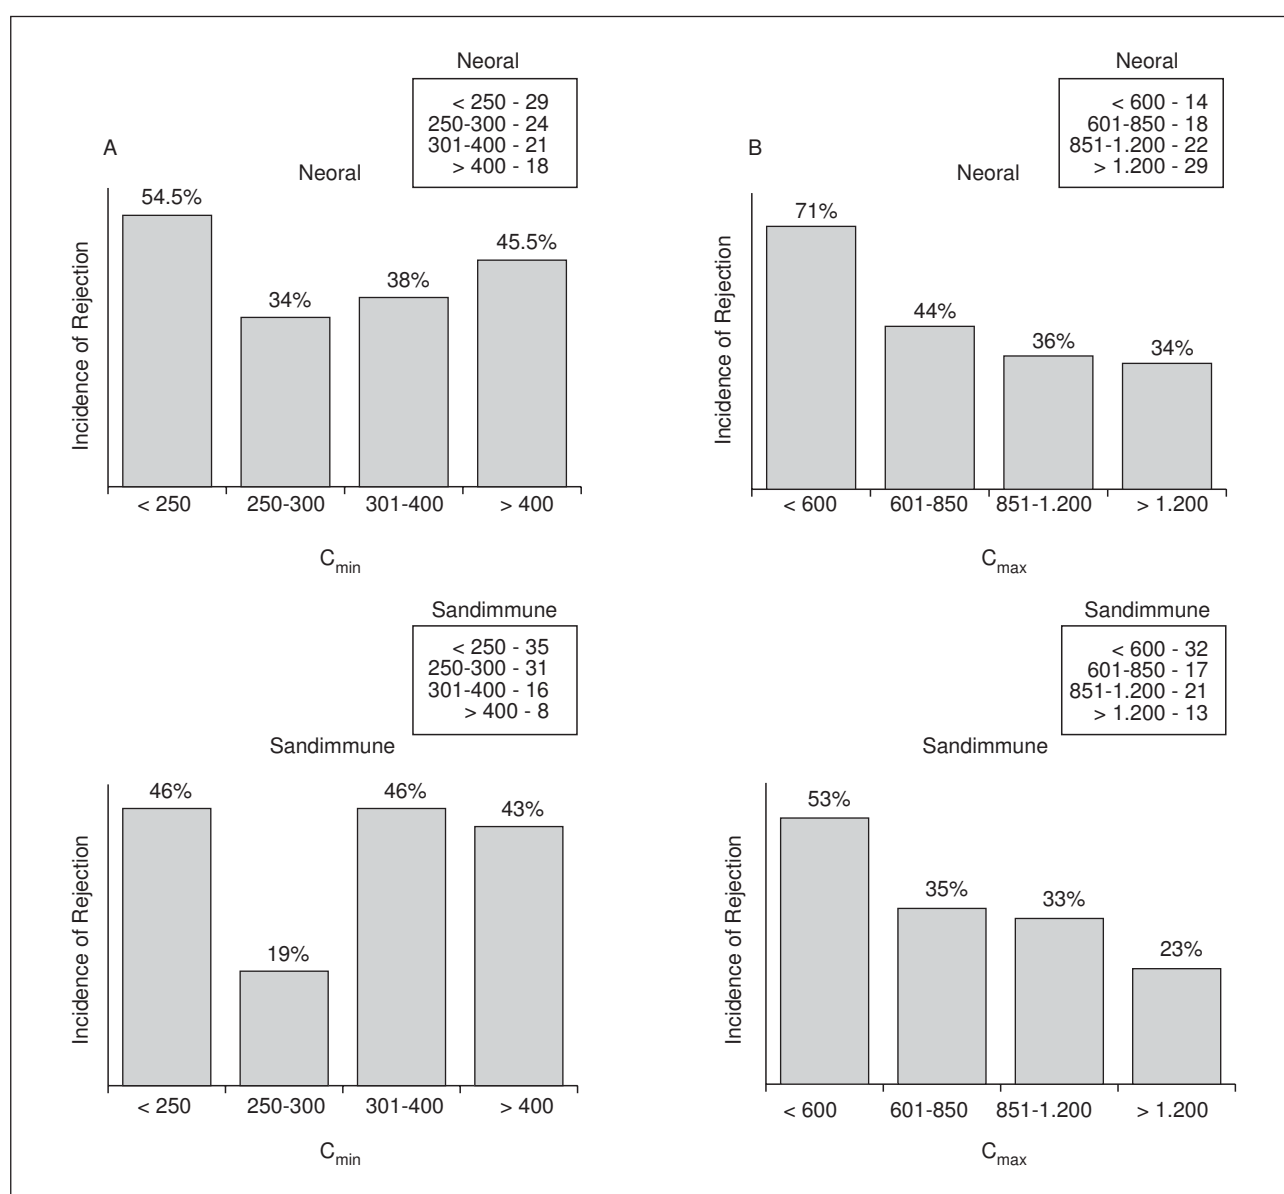 Neoral
< 250 - 29
250-300 - 24
301-400 - 21
> 400 - 18
A
Neoral
54.5%
34%
38%
45.5%
Incidence of Rejection
< 250
250-300
301-400
> 400
Cmin
Neoral
< 600 - 14
601-850 - 18
851-1.200 - 22
> 1.200 - 29
B
Neoral
71%
44%
36%
34%
Incidence of Rejection
< 600
601-850
851-1.200
> 1.200
Cmax
Sandimmune
< 250 - 35
250-300 - 31
301-400 - 16
> 400 - 8
Sandimmune
46%
19%
46%
43%
Incidence of Rejection
< 250
250-300
301-400
> 400
Cmin
Sandimmune
< 600 - 32
601-850 - 17
851-1.200 - 21
> 1.200 - 13
Sandimmune
53%
35%
33%
23%
Incidence of Rejection
< 600
601-850
851-1.200
> 1.200
Cmax